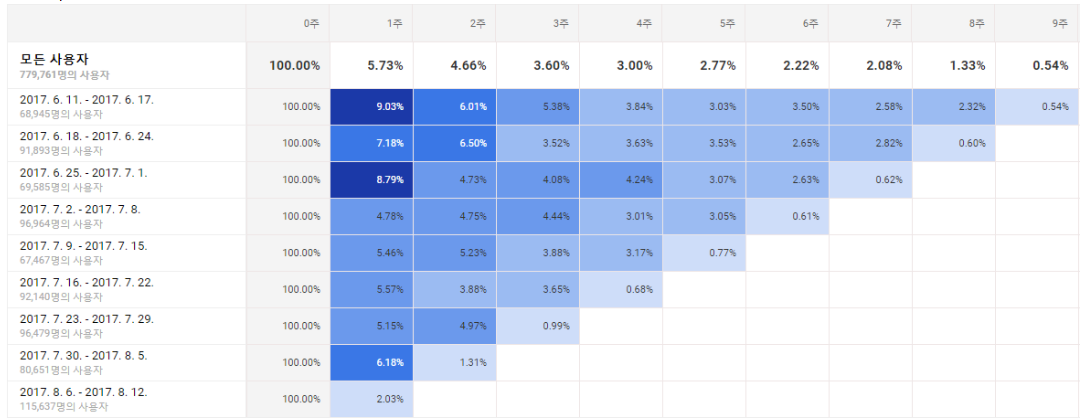 0주 1주 2주 3주 4주 5주 6주 7주 8주 9주
모든 사용자 100.00% 5.73% 4.66% 3.60% 3.00% 2.77% 2.22% 2.08% 1.33% 0.54%
779,761명의 사용자
2017. 6. 11. - 2017. 6. 17. 100.00% 9.03% 6.01% 5.38% 3.84% 3.03% 3.50% 2.58% 2.32% 0.54%
68,945명의 사용자
2017. 6. 18. - 2017. 6. 24. 100.00% 7.18% 6.50% 3.52% 3.63% 3.53% 2.65% 2.82% 0.60%
91,893명의 사용자
2017. 6. 25. - 2017. 7. 1. 100.00% 8.79% 4.73% 4.08% 4.24% 3.07% 2.63% 0.62%
69,585명의 사용자
2017. 7. 2. - 2017. 7. 8. 100.00% 4.78% 4.75% 4.44% 3.01% 3.05% 0.61%
96,964명의 사용자
2017. 7. 9. - 2017. 7. 15. 100.00% 5.46% 5.23% 3.88% 3.17% 0.77%
67,467명의 사용자
2017. 7. 16. - 2017. 7. 22. 100.00% 5.57% 3.88% 3.65% 0.68%
92,140명의 사용자
2017. 7. 23. - 2017. 7. 29. 100.00% 5.15% 4.97% 0.99%
96,479명의 사용자
2017. 7. 30. - 2017. 8. 5. 100.00% 6.18% 1.31%
80,651명의 사용자
2017. 8. 6. - 2017. 8. 12. 100.00% 2.03%
115,637명의 사용자